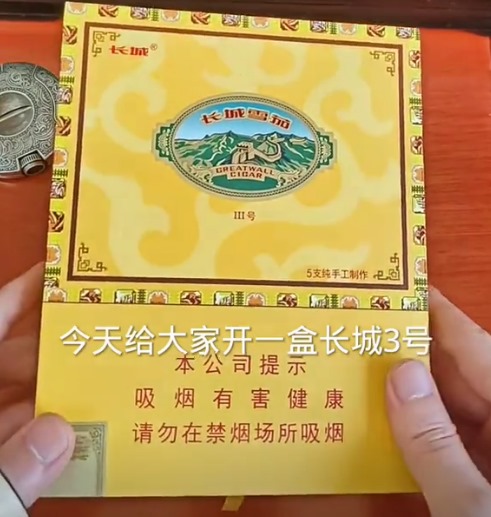 长城®
长城雪茄
GREATWALL
CIGAR
III号
5支纯手工制作
今天给大家开一盒长城3号
本公司提示
吸烟有害健康
请勿在禁烟场所吸烟